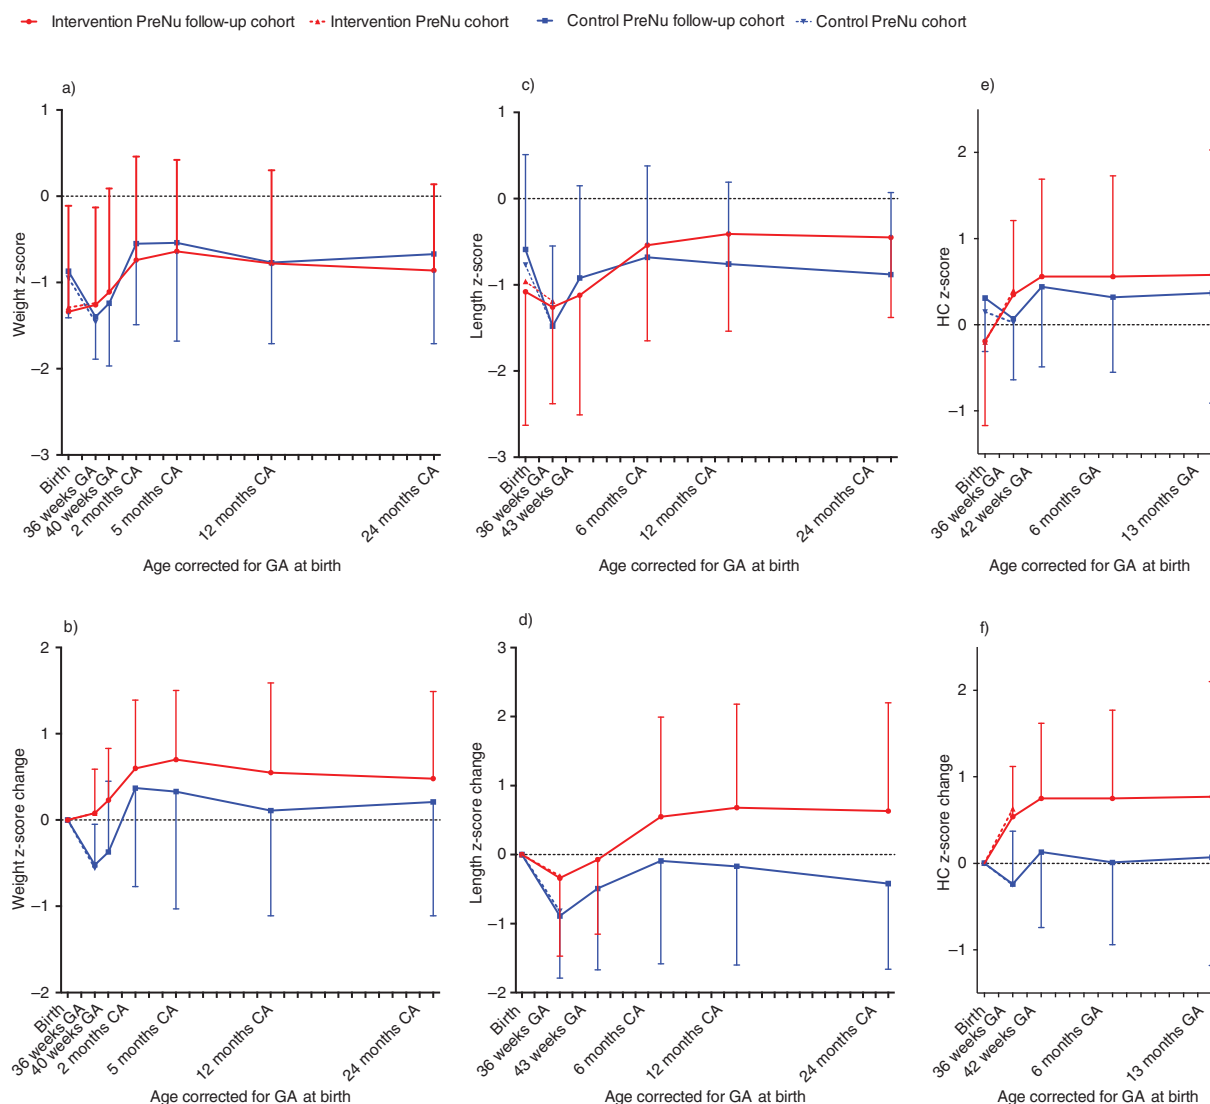 Intervention PreNu follow-up cohort Intervention PreNu cohort Control PreNu follow-up cohort Control PreNu cohort
a)
1
0
−1
−2
−3
Weight z-score
Birth
36 weeks GA
40 weeks GA
2 months CA
5 months CA
12 months CA
24 months CA
Age corrected for GA at birth
c)
1
0
−1
−2
−3
Length z-score
Birth
36 weeks GA
43 weeks GA
6 months CA
12 months CA
24 months CA
Age corrected for GA at birth
e)
2
1
0
−1
HC z-score
Birth
36 weeks GA
42 weeks GA
6 months GA
13 months GA
Age corrected for GA at birth
b)
2
1
0
−1
−2
Weight z-score change
Birth
36 weeks GA
40 weeks GA
2 months CA
5 months CA
12 months CA
24 months CA
Age corrected for GA at birth
d)
3
2
1
0
−1
−2
Length z-score change
Birth
36 weeks GA
43 weeks GA
6 months CA
12 months CA
24 months CA
Age corrected for GA at birth
f)
2
1
0
−1
HC z-score change
Birth
36 weeks GA
42 weeks GA
6 months GA
13 months GA
Age corrected for GA at birth